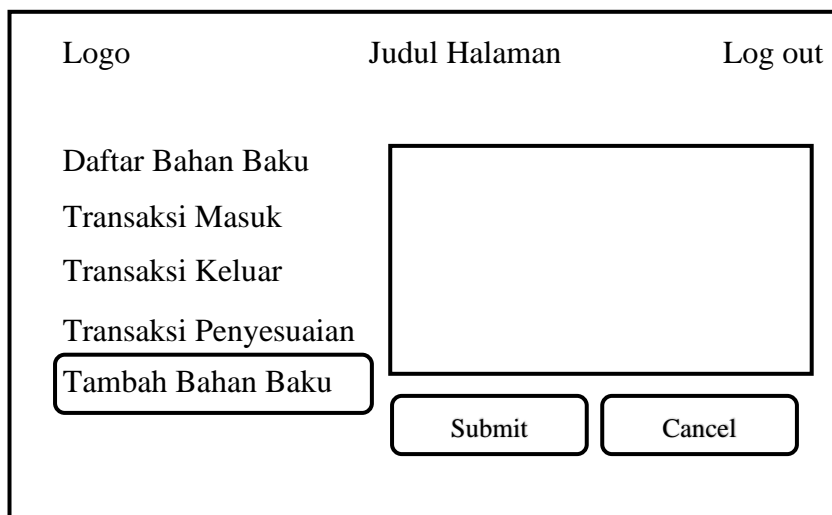 Logo Judul Halaman Log out
Daftar Bahan Baku
Transaksi Masuk
Transaksi Keluar
Transaksi Penyesuaian
Tambah Bahan Baku
Submit Cancel